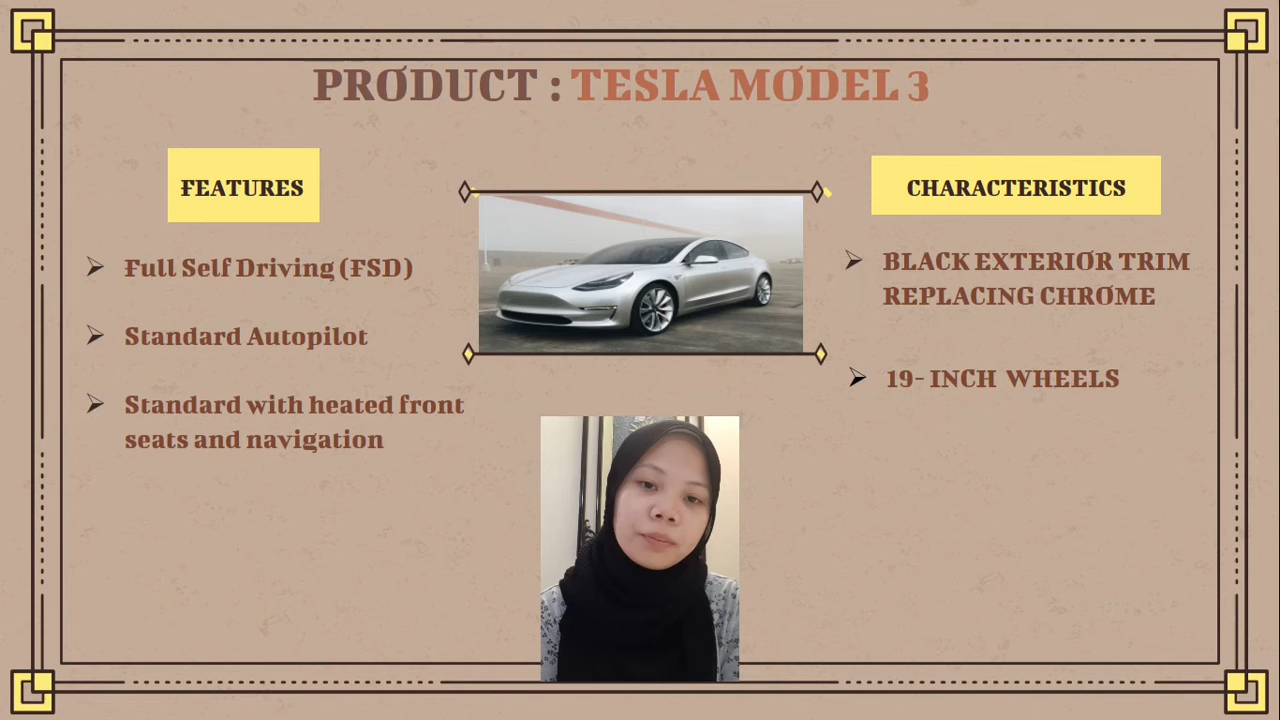 PRODUCT : TESLA MODEL 3
FEATURES
Full Self Driving (FSD)
Standard Autopilot
Standard with heated front
seats and navigation
CHARACTERISTICS
BLACK EXTERIOR TRIM
REPLACING CHROME
19- INCH WHEELS